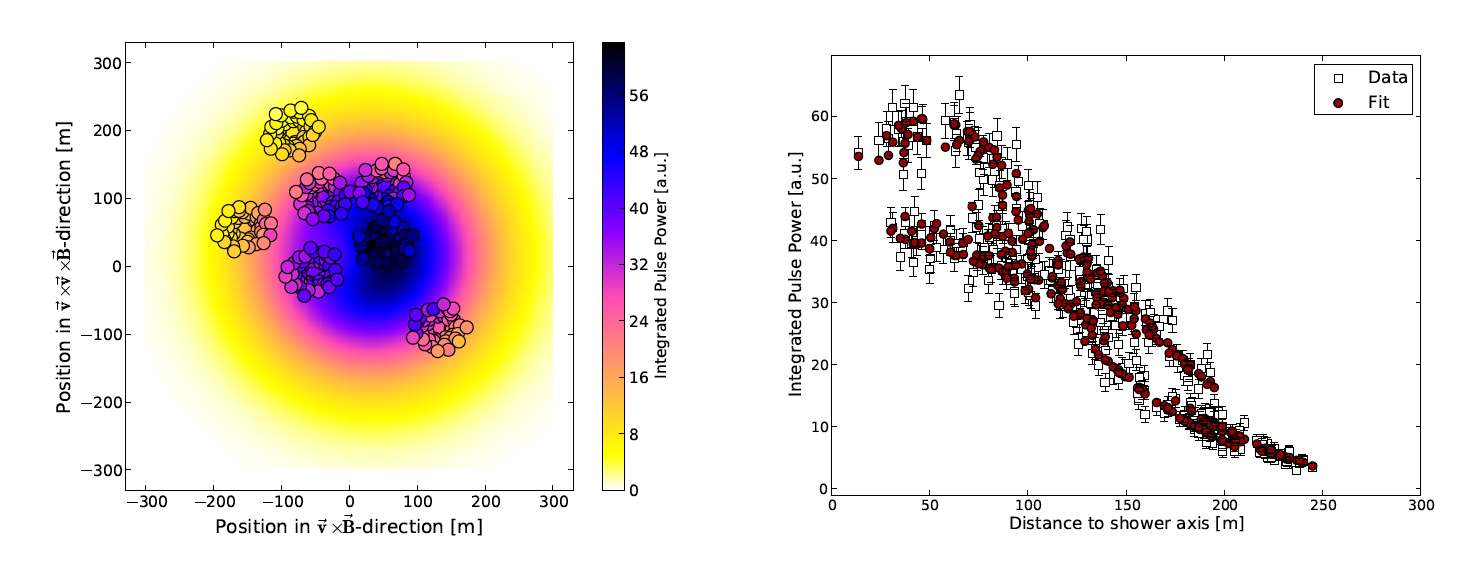 300
200
100
0
−100
−200
−300
Position in v⃗ ×v⃗ ×B⃗-direction [m]
−300 −200 −100 0 100 200 300
Position in v⃗ ×B⃗-direction [m]
56
48
40
32
24
16
8
0
Integrated Pulse Power [a.u.]
Data
Fit
60
50
40
30
20
10
0
Integrated Pulse Power [a.u.]
0 50 100 150 200 250 300
Distance to shower axis [m]